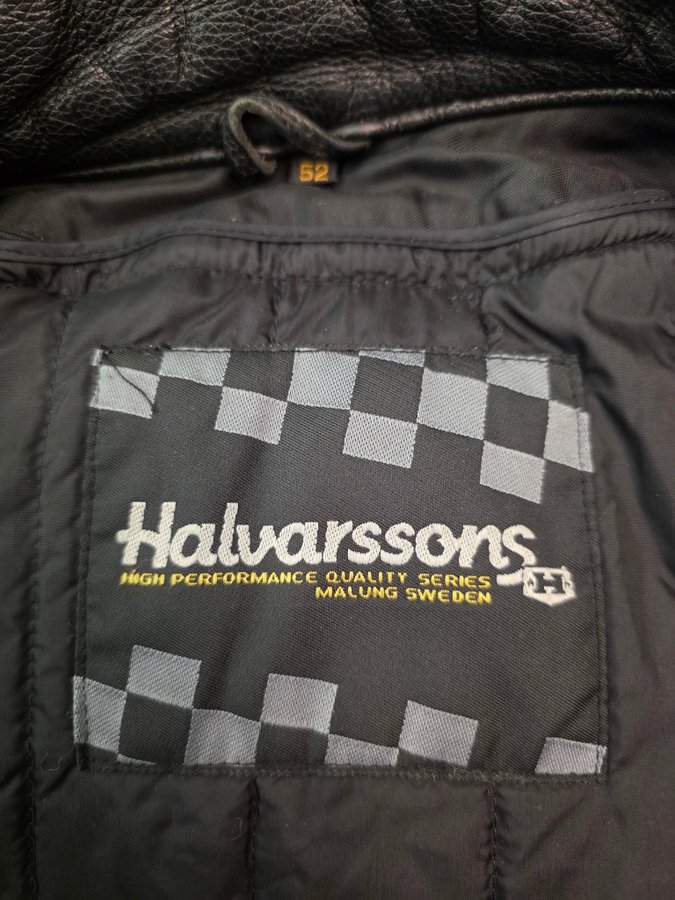 52
Halvarssons
H
HIGH PERFORMANCE QUALITY SERIES
MALUNG SWEDEN